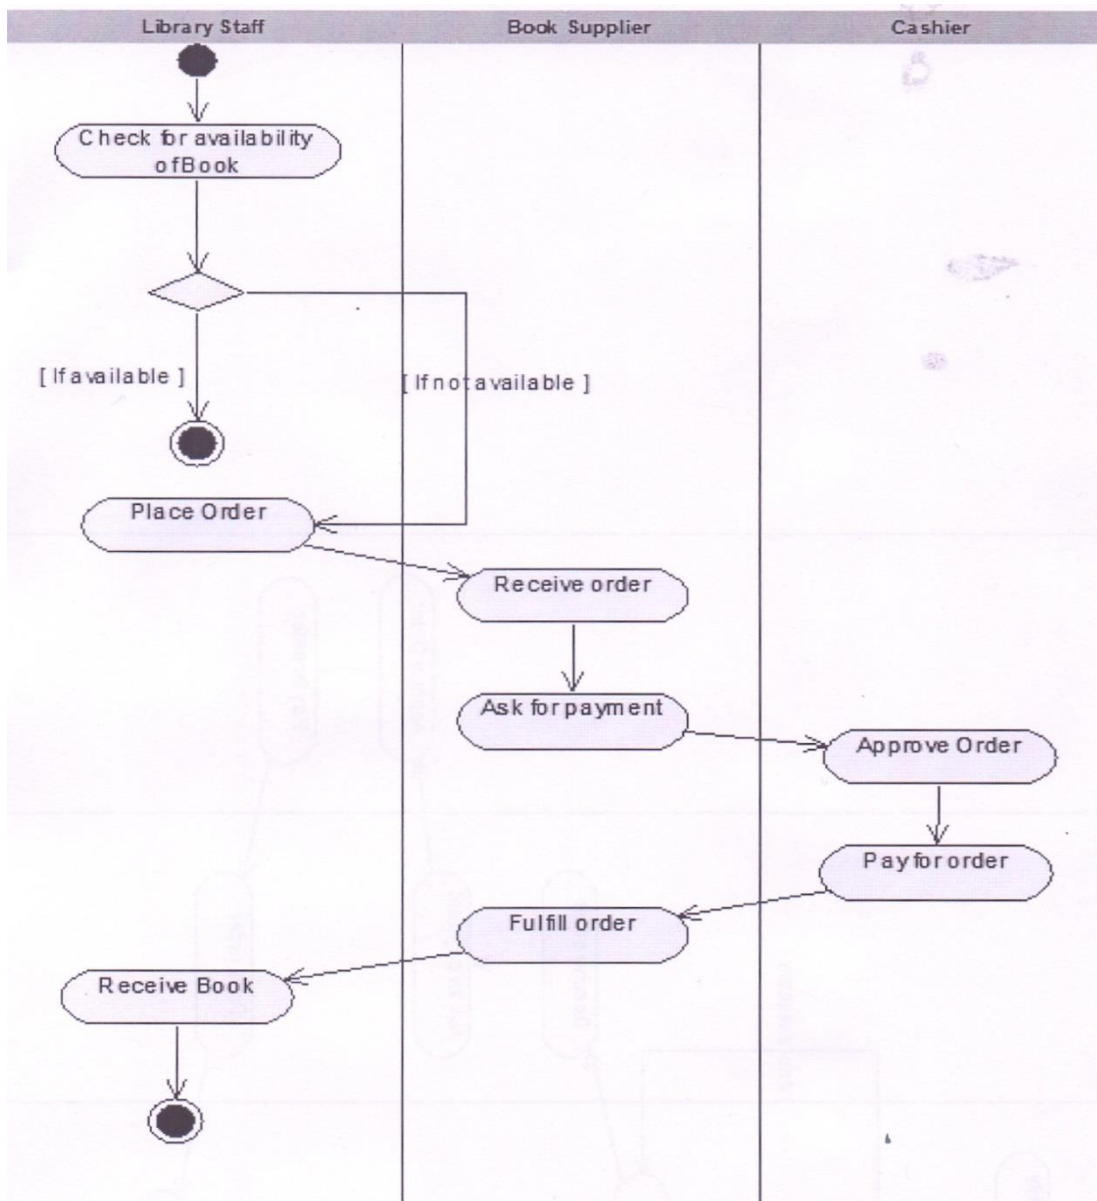 Library Staff
Book Supplier
Cashier
Check for availability
of Book
[ If available ]
[ If not available ]
Place Order
Receive order
Ask for payment
Approve Order
Pay for order
Fulfill order
Receive Book